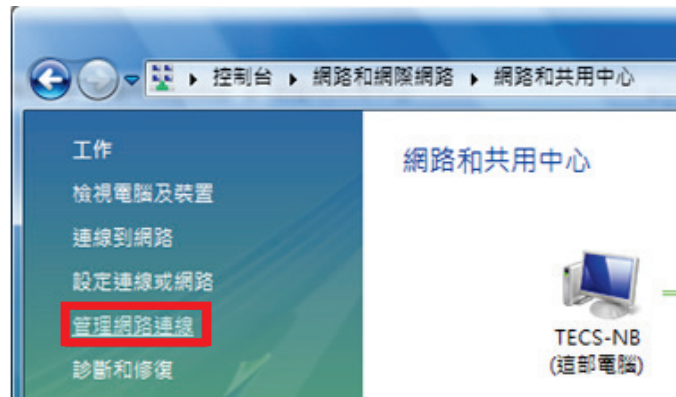 控制台 ▸ 網路和網際網路 ▸ 網路和共用中心
工作
檢視電腦及裝置
連線到網路
設定連線或網路
管理網路連線
診斷和修復
網路和共用中心
TECS-NB
(這部電腦)